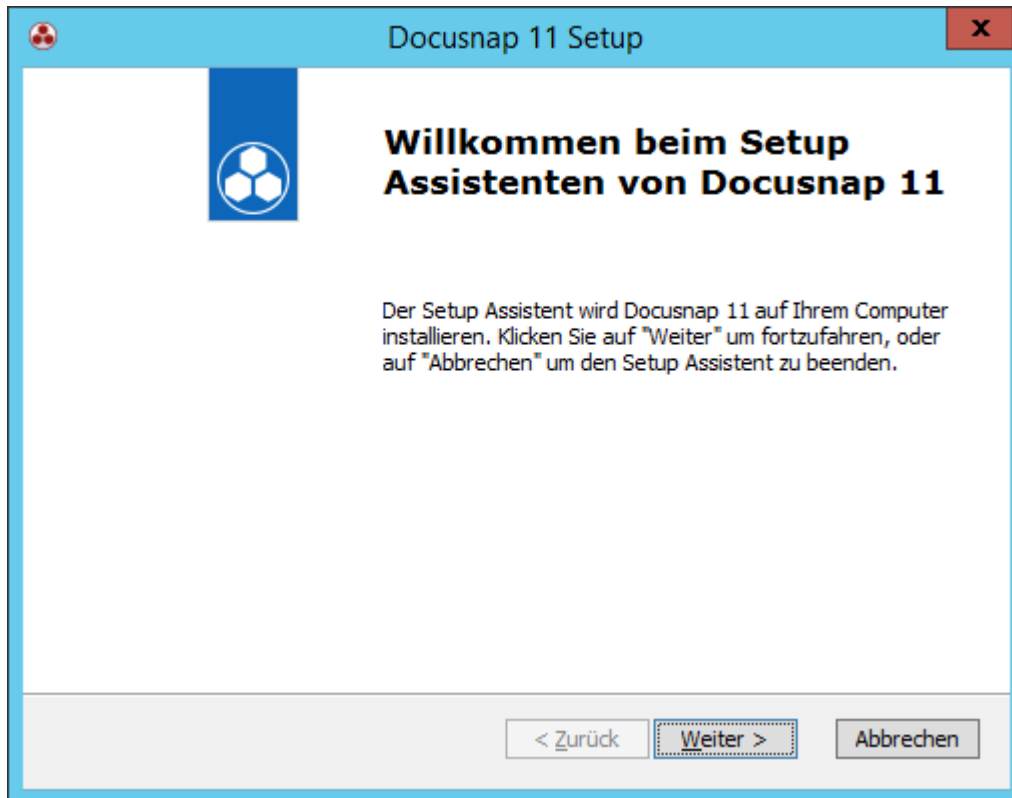 Docusnap 11 Setup
x
Willkommen beim Setup
Assistenten von Docusnap 11
Der Setup Assistent wird Docusnap 11 auf Ihrem Computer
installieren. Klicken Sie auf "Weiter" um fortzufahren, oder
auf "Abbrechen" um den Setup Assistent zu beenden.
< Zurück Weiter > Abbrechen